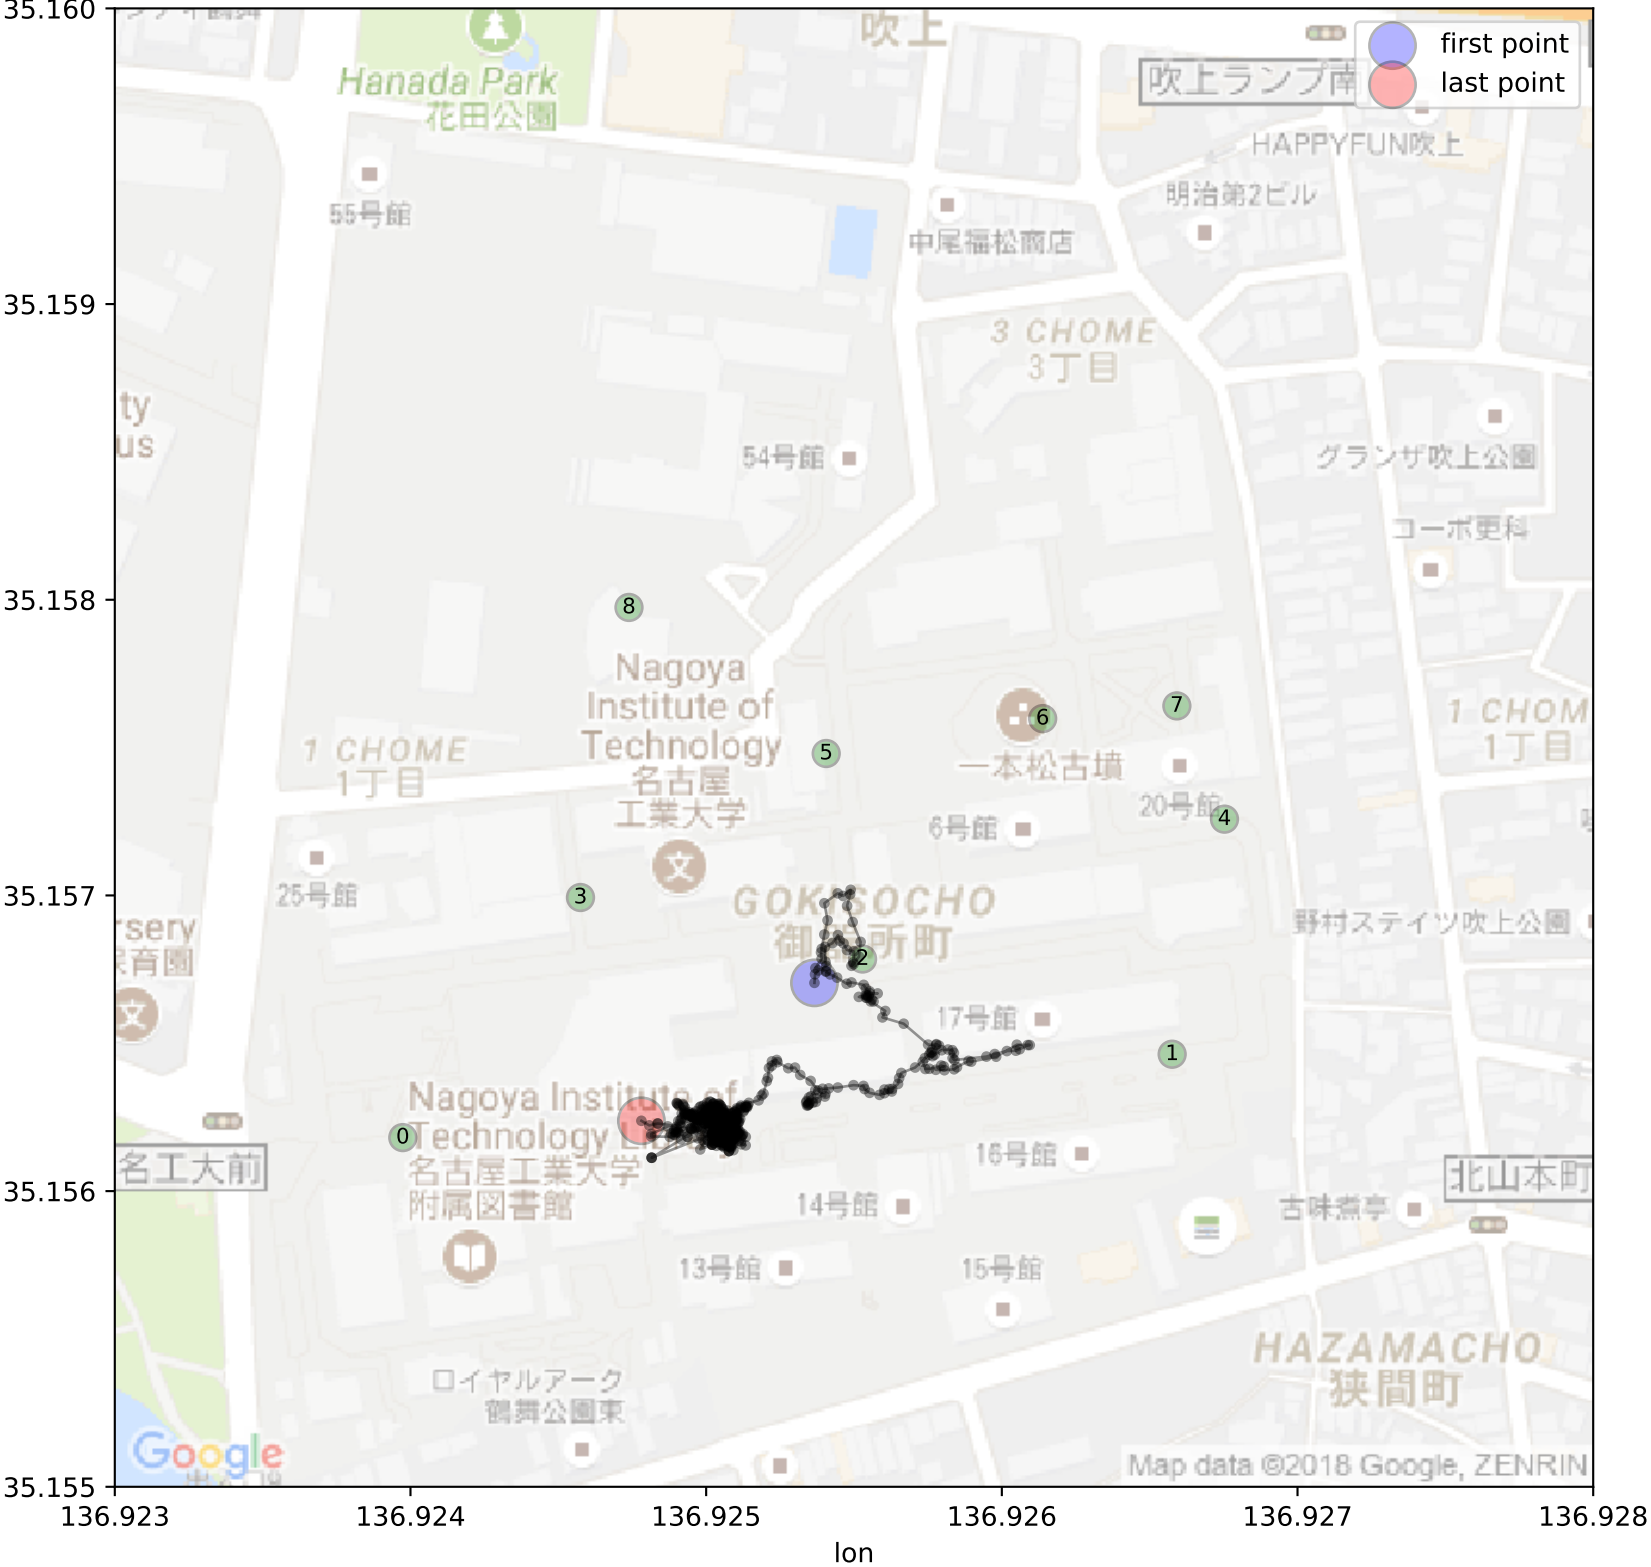 35.160
吹上
first point
last point
Hanada Park
花田公園
吹上ランプ南
HAPPYFUN吹上
明治第2ビル
55号館
中尾福松商店
35.159
3 CHOME
3丁目
ty
us
54号館
グランザ吹上公園
コーポ更科
35.158
8
Nagoya
Institute of
Technology
名古屋
工業大学
7
6
5
1 CHOME
1丁目
1 CHOM
1丁目
一本松古墳
20号館
4
6号館
25号館
3
35.157
GOKISOCHO
御器所町
rsery
保育園
野村ステイツ吹上公園
2
17号館
1
Nagoya Institute of
Technology Li
0
名古屋工業大学
附属図書館
名工大前
16号館
北山本町
35.156
14号館
古味煮亭
13号館
15号館
HAZAMACHO
狭間町
ロイヤルアーク
鶴舞公園東
Google
Map data ©2018 Google, ZENRIN
35.155
136.923
136.924
136.925
136.926
136.927
136.928
lon